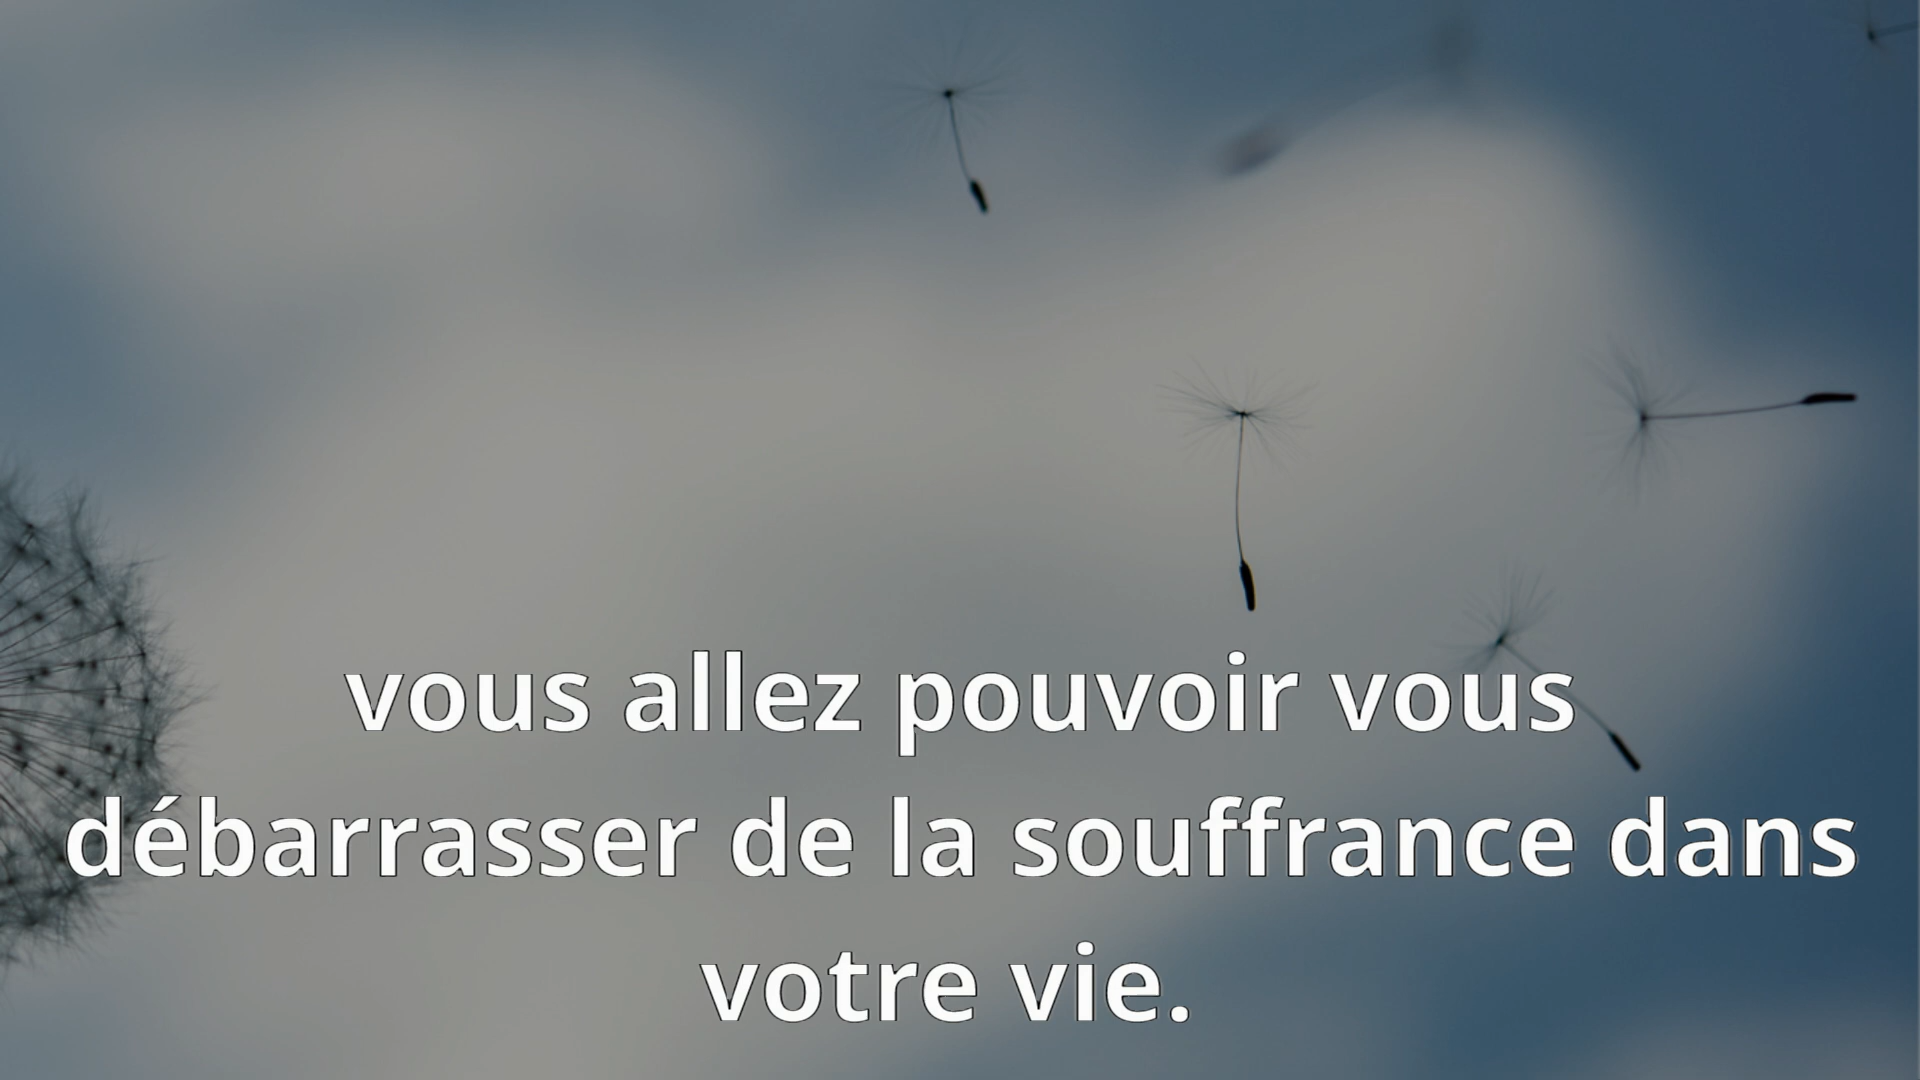 vous allez pouvoir vous
débarrasser de la souffrance dans
votre vie.